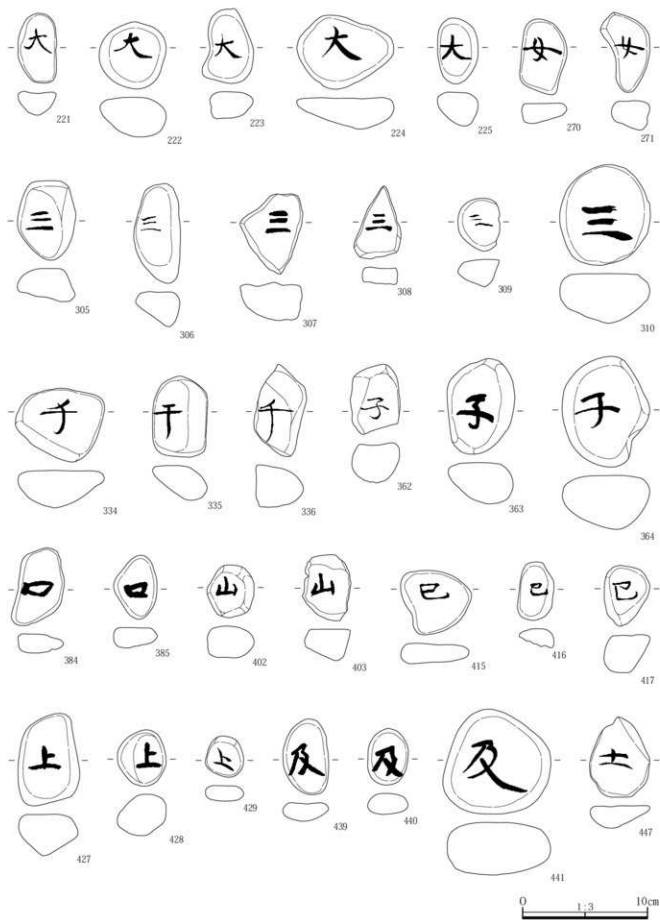 大 大 大 大 大 女 女
221 222 223 224 225 270 271
三 三 三 三 三 三
305 306 307 308 309 310
千 千 千 子 子 子
334 335 336 362 363 364
口 口 山 山 已 已 已
384 385 402 403 415 416 417
上 上 上 及 及 及 土
427 428 429 439 440 441 447
0 1:3 10cm